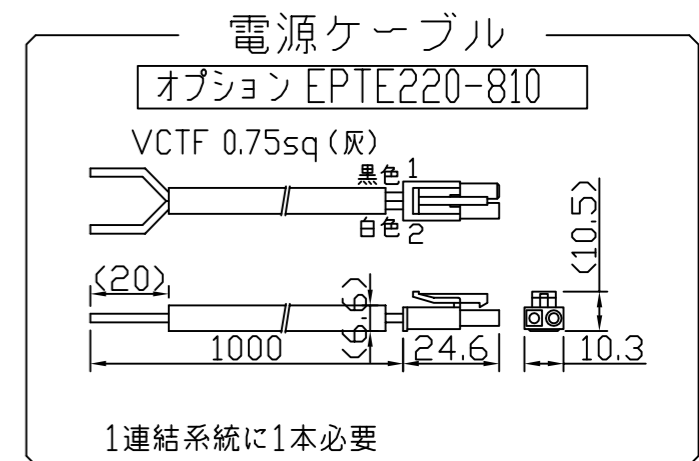 電源ケーブル
オプション EPTE220-810
VCTF 0.75sq (灰)
黒色 1
白色 2
(10.5)
(20)
(6.6)
1000
24.6
10.3
1連結系統に1本必要